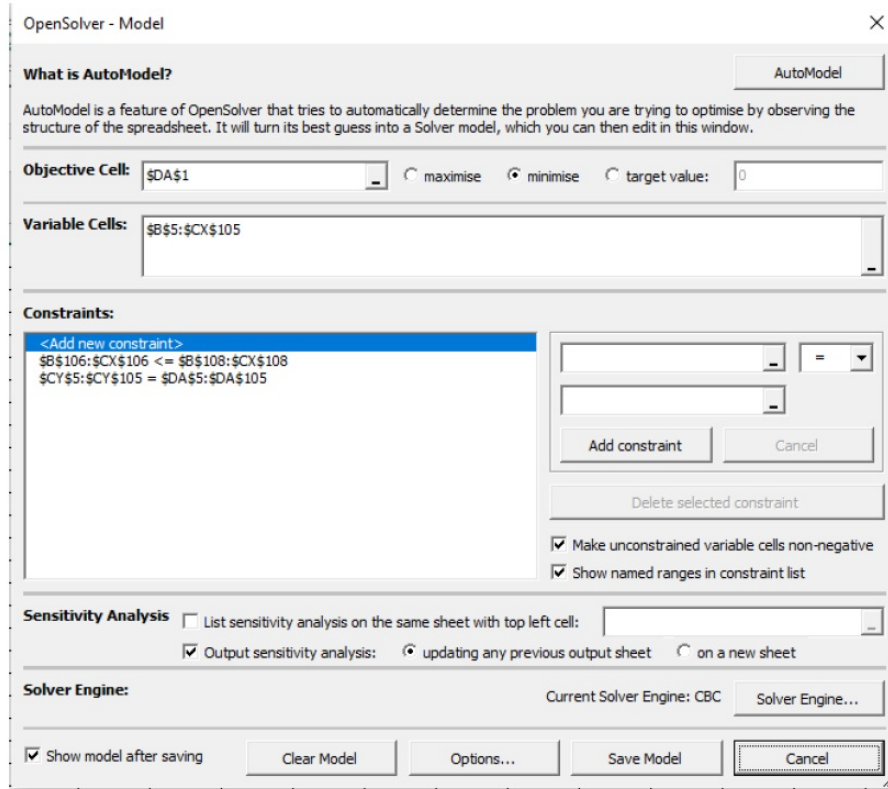 OpenSolver - Model
What is AutoModel?
AutoModel
AutoModel is a feature of OpenSolver that tries to automatically determine the problem you are trying to optimise by observing the
structure of the spreadsheet. It will turn its best guess into a Solver model, which you can then edit in this window.
Objective Cell: $DA$1 _ maximise minimise target value: 0
Variable Cells: $B$5:$CX$105 _
Constraints:
<Add new constraint>
$B$106:$CX$106 <= $B$108:$CX$108
$CY$5:$CY$105 = $DA$5:$DA$105
_ =
_
Add constraint Cancel
Delete selected constraint
Make unconstrained variable cells non-negative
Show named ranges in constraint list
Sensitivity Analysis List sensitivity analysis on the same sheet with top left cell: _
Output sensitivity analysis: updating any previous output sheet on a new sheet
Solver Engine: Current Solver Engine: CBC Solver Engine...
Show model after saving Clear Model Options... Save Model Cancel